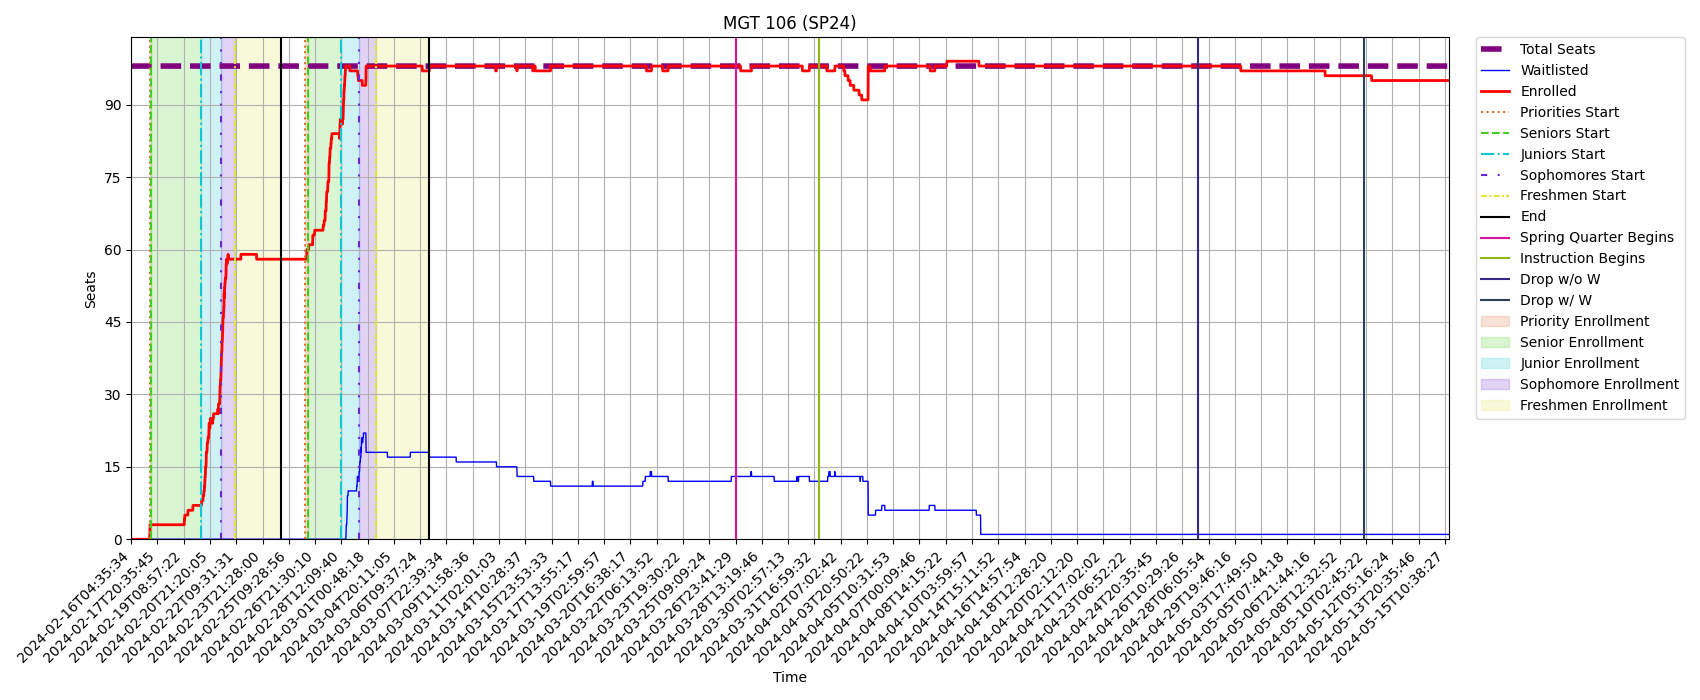 MGT 106 (SP24)
Seats
90
75
60
45
30
15
0
2024-02-16T04:35:34
2024-02-17T20:35:45
2024-02-19T08:57:22
2024-02-20T21:20:05
2024-02-22T09:31:31
2024-02-23T21:28:00
2024-02-25T09:28:56
2024-02-26T21:30:10
2024-02-28T12:09:40
2024-03-01T00:48:18
2024-03-04T20:11:05
2024-03-06T09:37:24
2024-03-07T22:39:34
2024-03-09T11:58:36
2024-03-11T02:01:03
2024-03-14T10:28:37
2024-03-15T23:53:33
2024-03-17T13:55:17
2024-03-19T02:59:57
2024-03-20T16:38:17
2024-03-22T06:13:52
2024-03-23T19:30:22
2024-03-25T09:09:24
2024-03-26T23:41:29
2024-03-28T13:19:46
2024-03-30T02:57:13
2024-03-31T16:59:32
2024-04-02T07:02:42
2024-04-03T20:50:22
2024-04-05T10:31:53
2024-04-07T00:09:46
2024-04-08T14:15:22
2024-04-10T03:59:57
2024-04-14T15:11:52
2024-04-16T14:57:54
2024-04-18T12:28:20
2024-04-20T02:12:20
2024-04-21T17:02:02
2024-04-23T06:52:22
2024-04-24T20:35:45
2024-04-26T10:29:26
2024-04-28T06:05:54
2024-04-29T19:46:16
2024-05-03T17:49:50
2024-05-05T07:44:18
2024-05-06T21:44:16
2024-05-08T12:32:52
2024-05-10T02:45:22
2024-05-12T05:16:24
2024-05-13T20:35:46
2024-05-15T10:38:27
Time
Total Seats
Waitlisted
Enrolled
Priorities Start
Seniors Start
Juniors Start
Sophomores Start
Freshmen Start
End
Spring Quarter Begins
Instruction Begins
Drop w/o W
Drop w/ W
Priority Enrollment
Senior Enrollment
Junior Enrollment
Sophomore Enrollment
Freshmen Enrollment